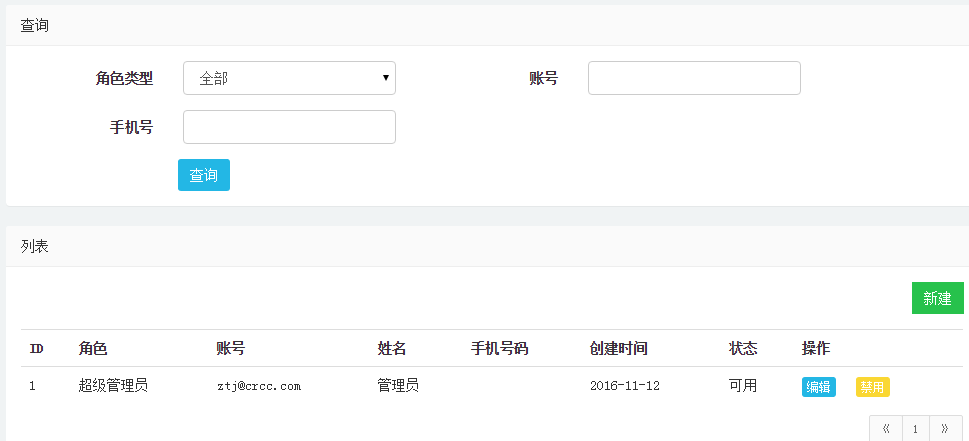 查询
角色类型 全部 账号
手机号
查询
列表
新建
ID 角色 账号 姓名 手机号码 创建时间 状态 操作
1 超级管理员 ztj@crcc.com 管理员 2016-11-12 可用 编辑 禁用
《 1 》